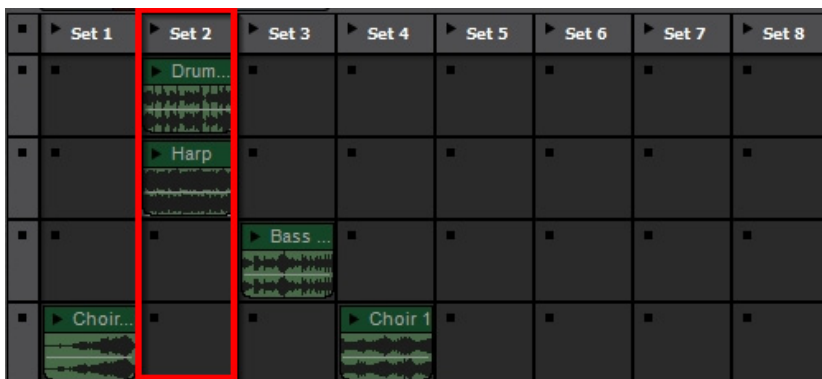 Set 1 Set 2 Set 3 Set 4 Set 5 Set 6 Set 7 Set 8
Drum...
Harp
Bass ...
Choir... Choir 1